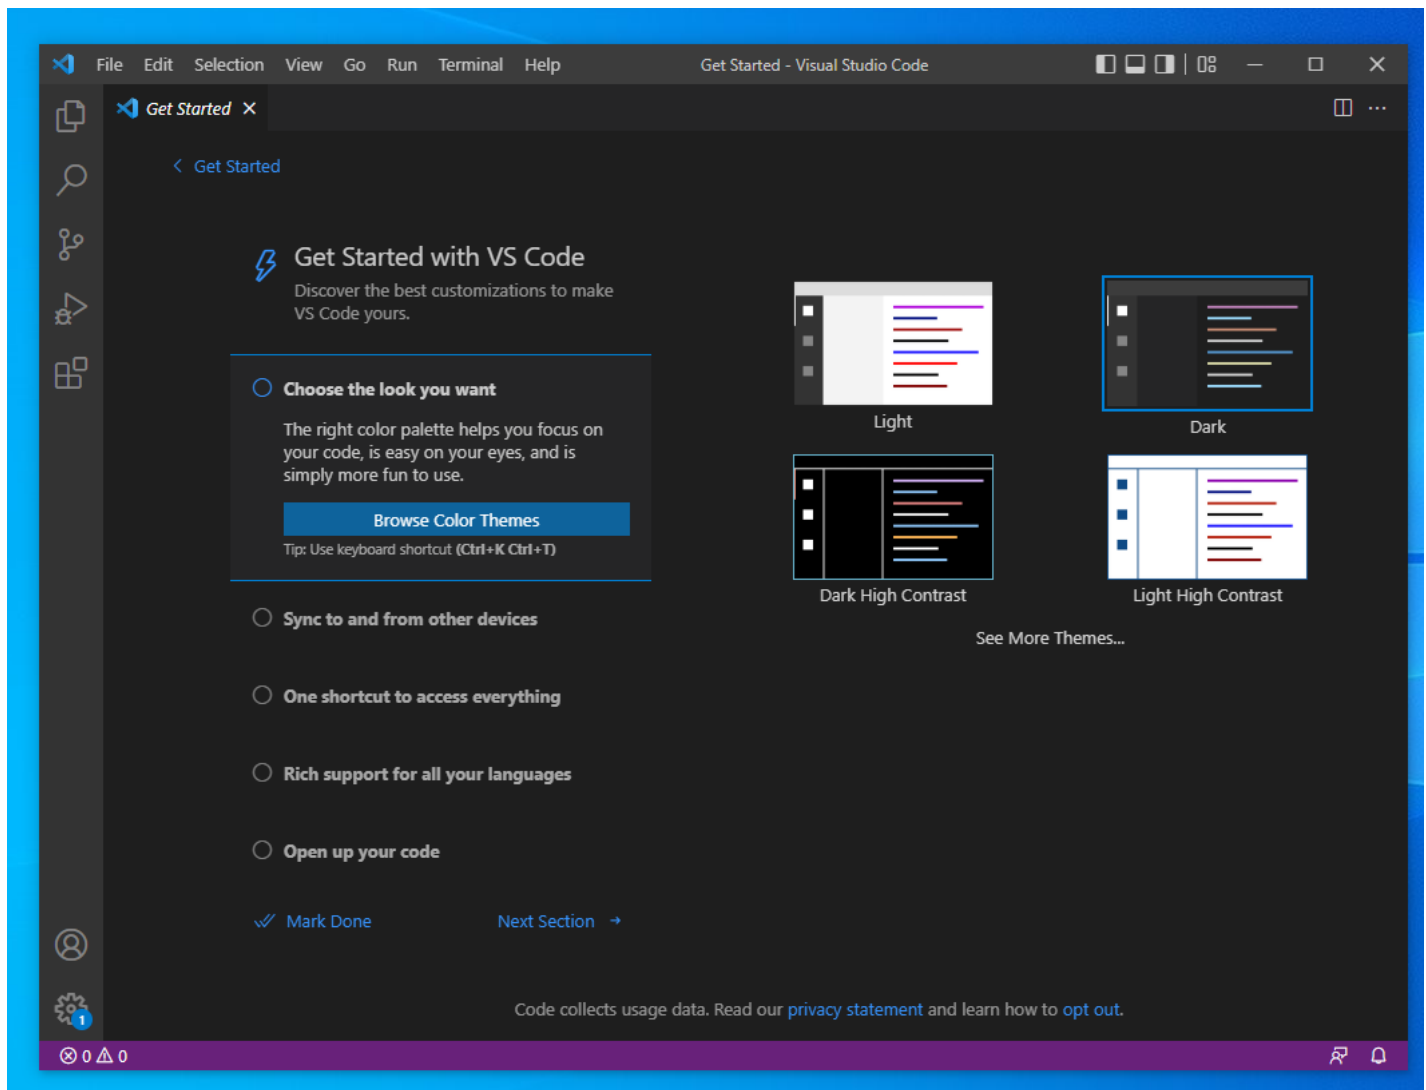 File Edit Selection View Go Run Terminal Help
Get Started - Visual Studio Code
Get Started
Get Started
Get Started with VS Code
Discover the best customizations to make
VS Code yours.
Choose the look you want
The right color palette helps you focus on
your code, is easy on your eyes, and is
simply more fun to use.
Browse Color Themes
Tip: Use keyboard shortcut (Ctrl+K Ctrl+T)
Sync to and from other devices
One shortcut to access everything
Rich support for all your languages
Open up your code
Mark Done
Next Section →
Light
Dark
Dark High Contrast
Light High Contrast
See More Themes...
Code collects usage data. Read our privacy statement and learn how to opt out.
1
0 0